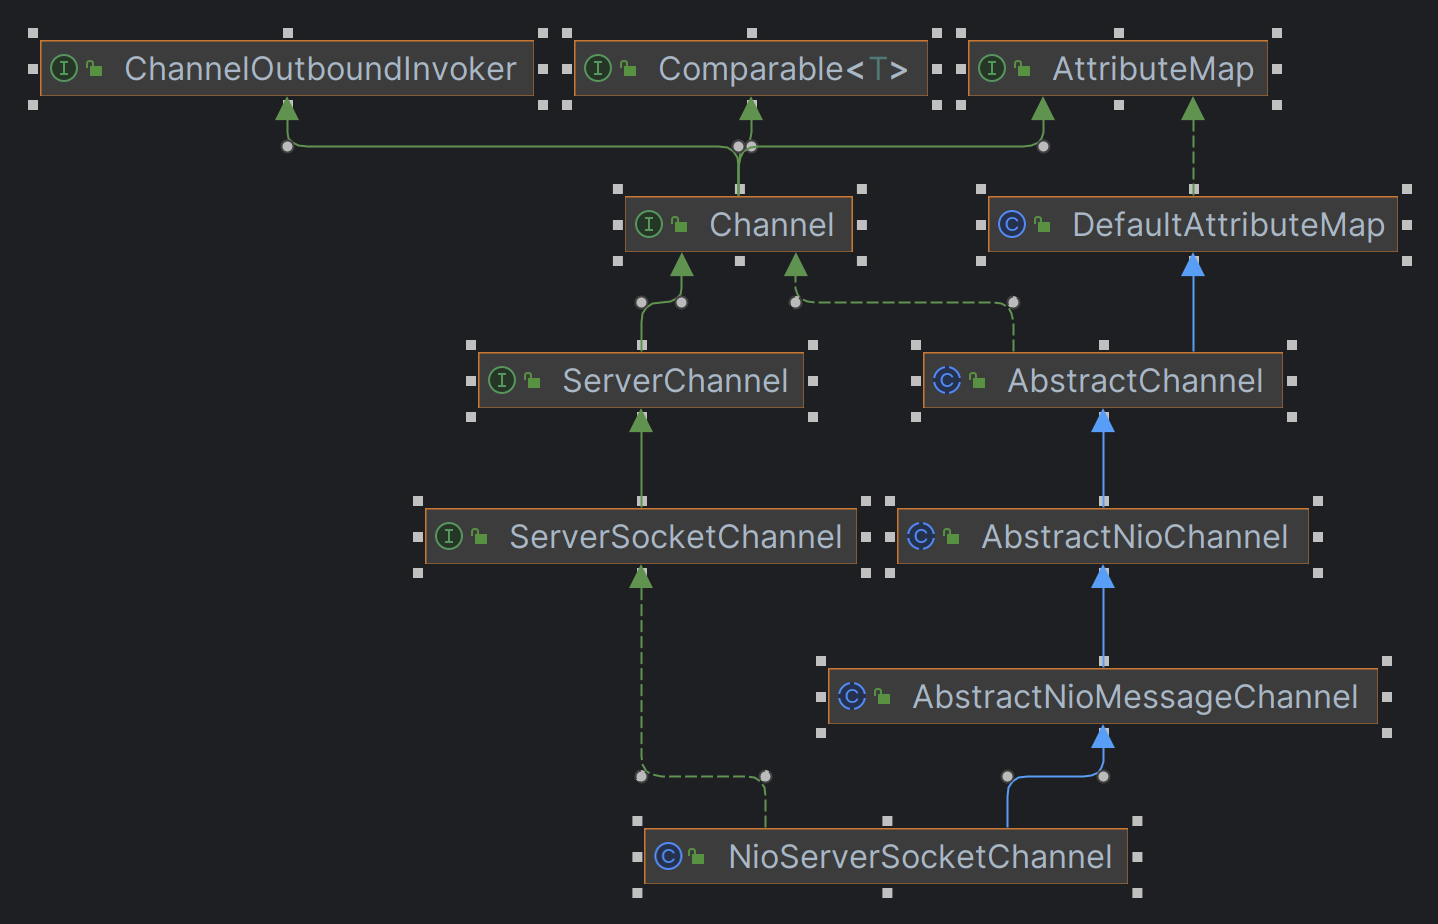 I ChannelOutboundInvoker
I Comparable<T>
I AttributeMap
I Channel
C DefaultAttributeMap
I ServerChannel
C AbstractChannel
I ServerSocketChannel
C AbstractNioChannel
C AbstractNioMessageChannel
C NioServerSocketChannel